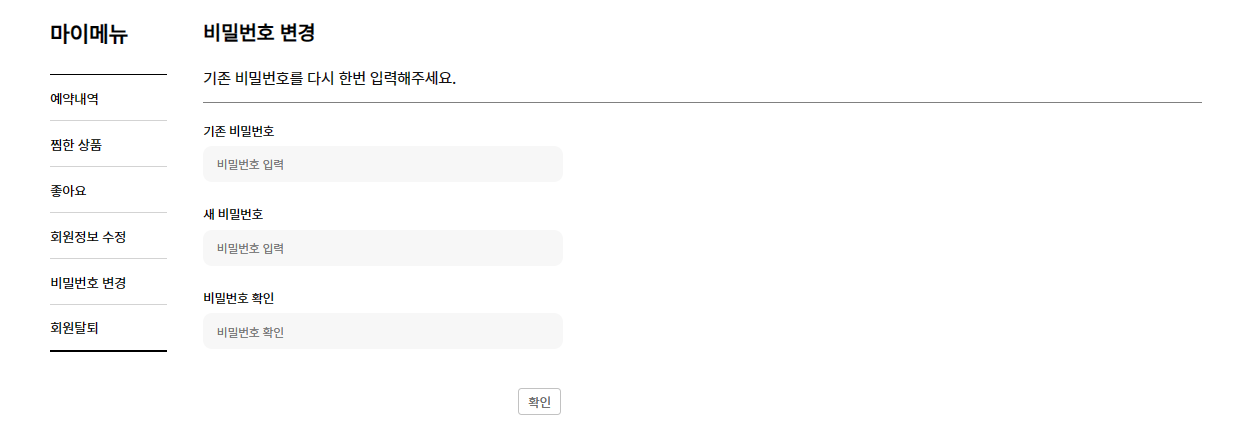 마이메뉴
예약내역
찜한 상품
좋아요
회원정보 수정
비밀번호 변경
회원탈퇴
비밀번호 변경
기존 비밀번호를 다시 한번 입력해주세요.
기존 비밀번호
비밀번호 입력
새 비밀번호
비밀번호 입력
비밀번호 확인
비밀번호 확인
확인